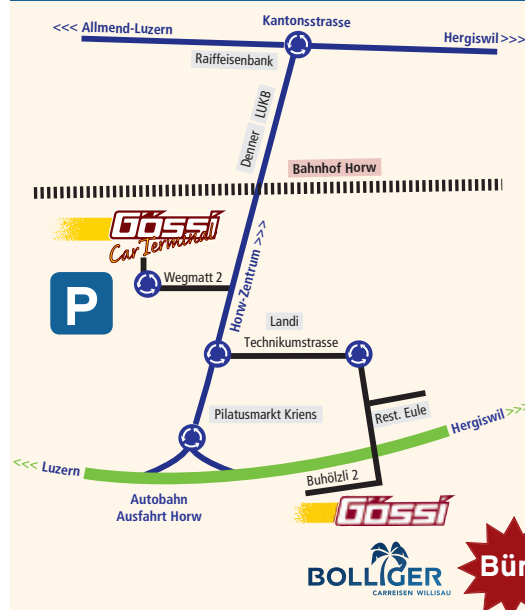 Kantonsstrasse
<<< Allmend-Luzern
Hergiswil >>>
Raiffeisenbank
Denner LUKB
Bahnhof Horw
Gössi
Car Terminal
Wegmatt 2
P
Horw-Zentrum >>>
Landi
Technikumstrasse
Pilatusmarkt Kriens
Rest. Eule
Hergiswil >>>
<<< Luzern
Buhölzli 2
Autobahn
Ausfahrt Horw
Gössi
BOLLIGER
CARREISEN WILLISAU
Bür